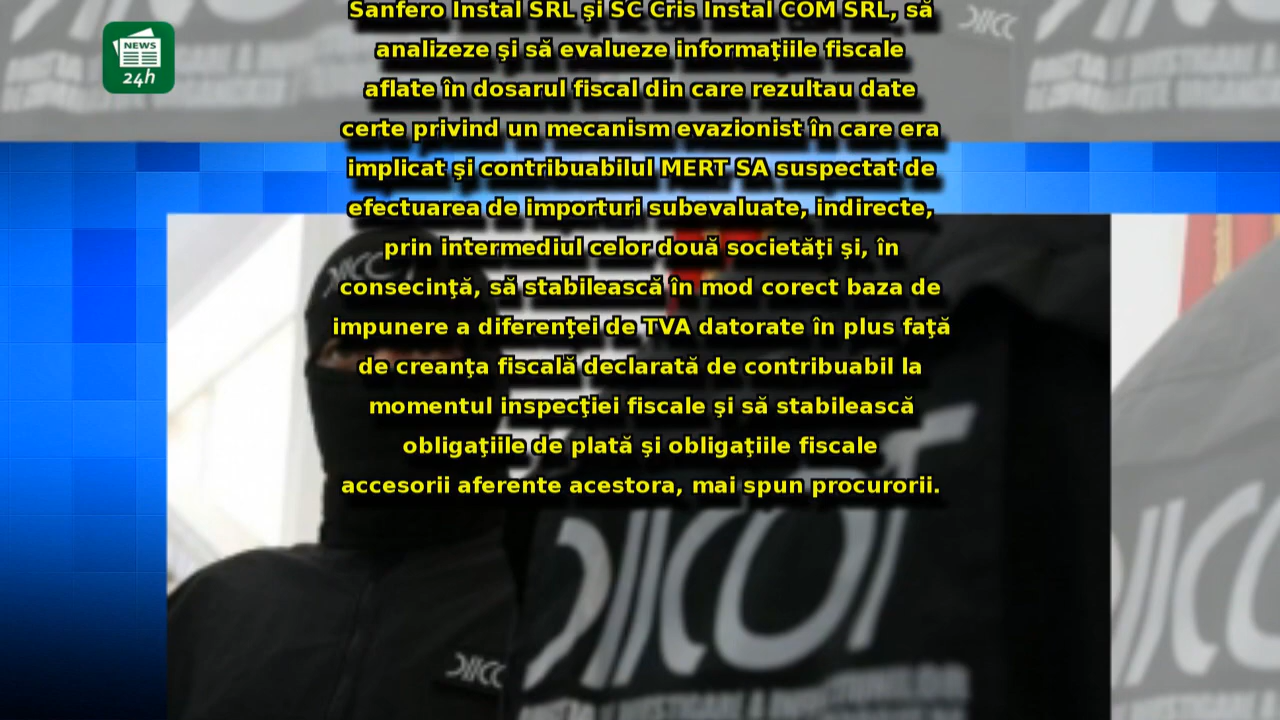 Sanfero Instal SRL şi SC Cris Instal COM SRL, să
NEWS
24h
analizeze şi să evalueze informaţiile fiscale
aflate în dosarul fiscal din care rezultau date
certe privind un mecanism evazionist în care era
implicat şi contribuabilul MERT SA suspectat de
efectuarea de importuri subevaluate, indirecte,
prin intermediul celor două societăţi şi, în
consecinţă, să stabilească în mod corect baza de
impunere a diferenţei de TVA datorate în plus faţă
de creanţa fiscală declarată de contribuabil la
momentul inspecţiei fiscale şi să stabilească
obligaţiile de plată şi obligaţiile fiscale
accesorii aferente acestora, mai spun procurorii.
DIICOT